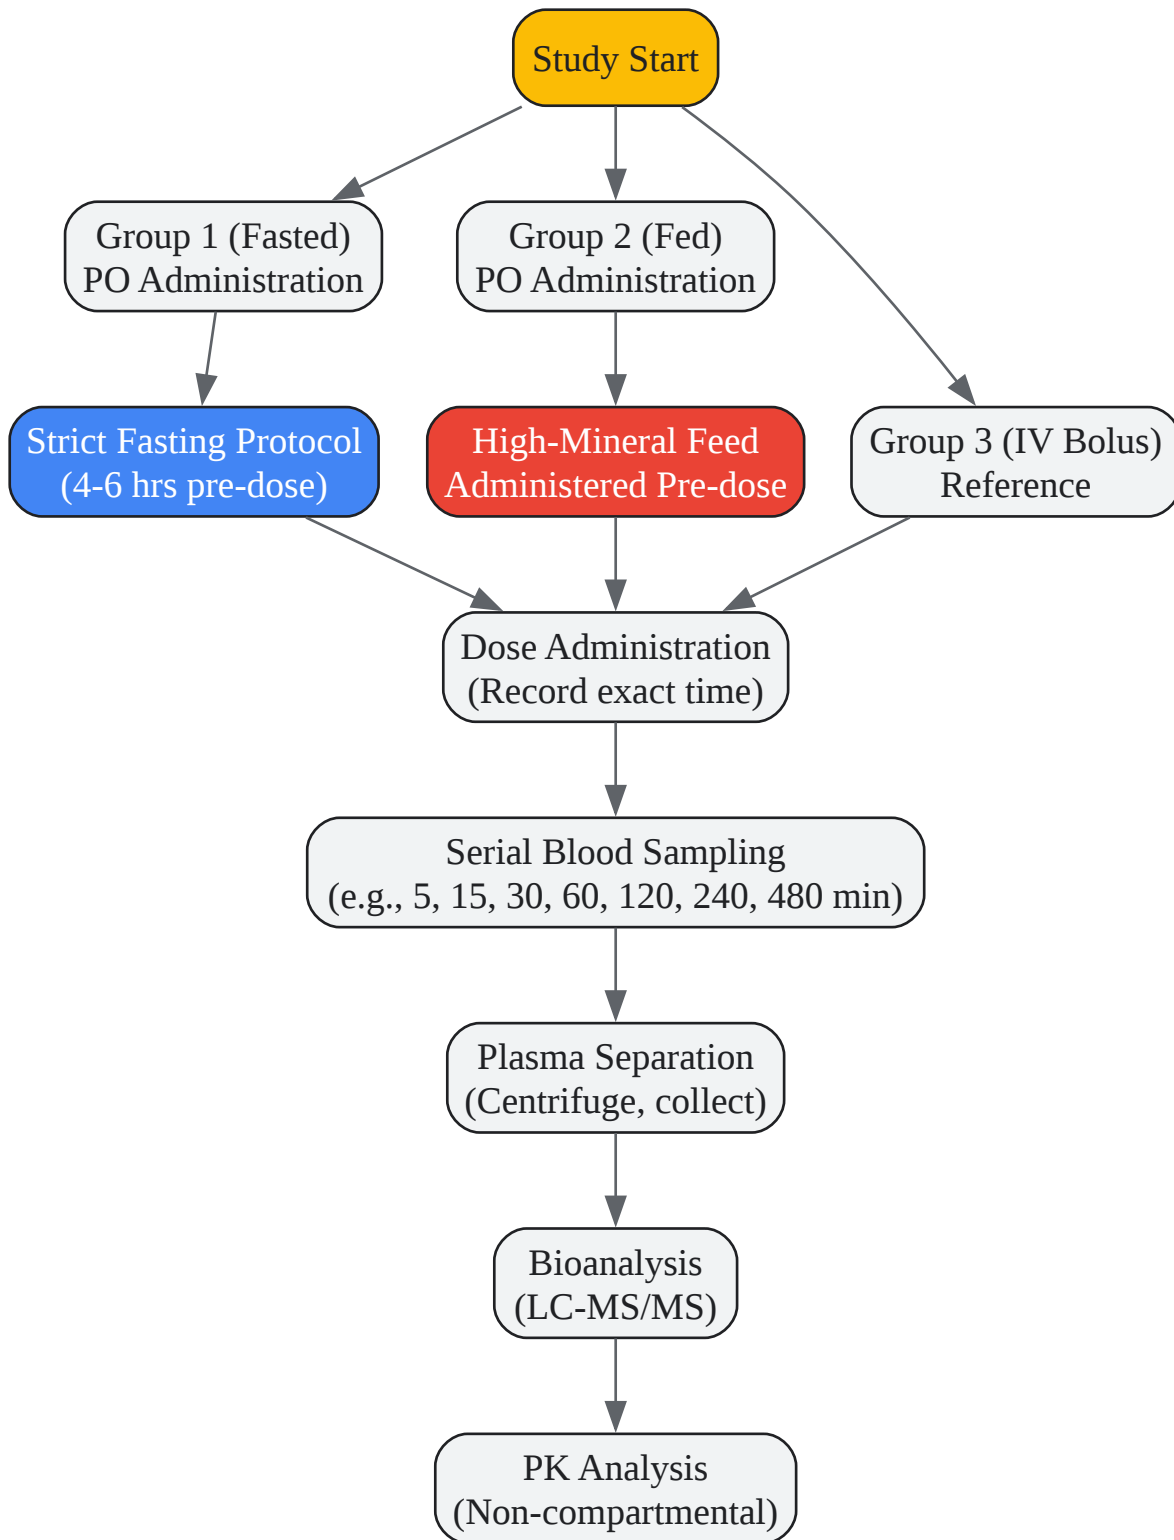 Study Start
Group 1 (Fasted)
PO Administration
Group 2 (Fed)
PO Administration
Strict Fasting Protocol
(4-6 hrs pre-dose)
High-Mineral Feed
Administered Pre-dose
Group 3 (IV Bolus)
Reference
Dose Administration
(Record exact time)
Serial Blood Sampling
(e.g., 5, 15, 30, 60, 120, 240, 480 min)
Plasma Separation
(Centrifuge, collect)
Bioanalysis
(LC-MS/MS)
PK Analysis
(Non-compartmental)